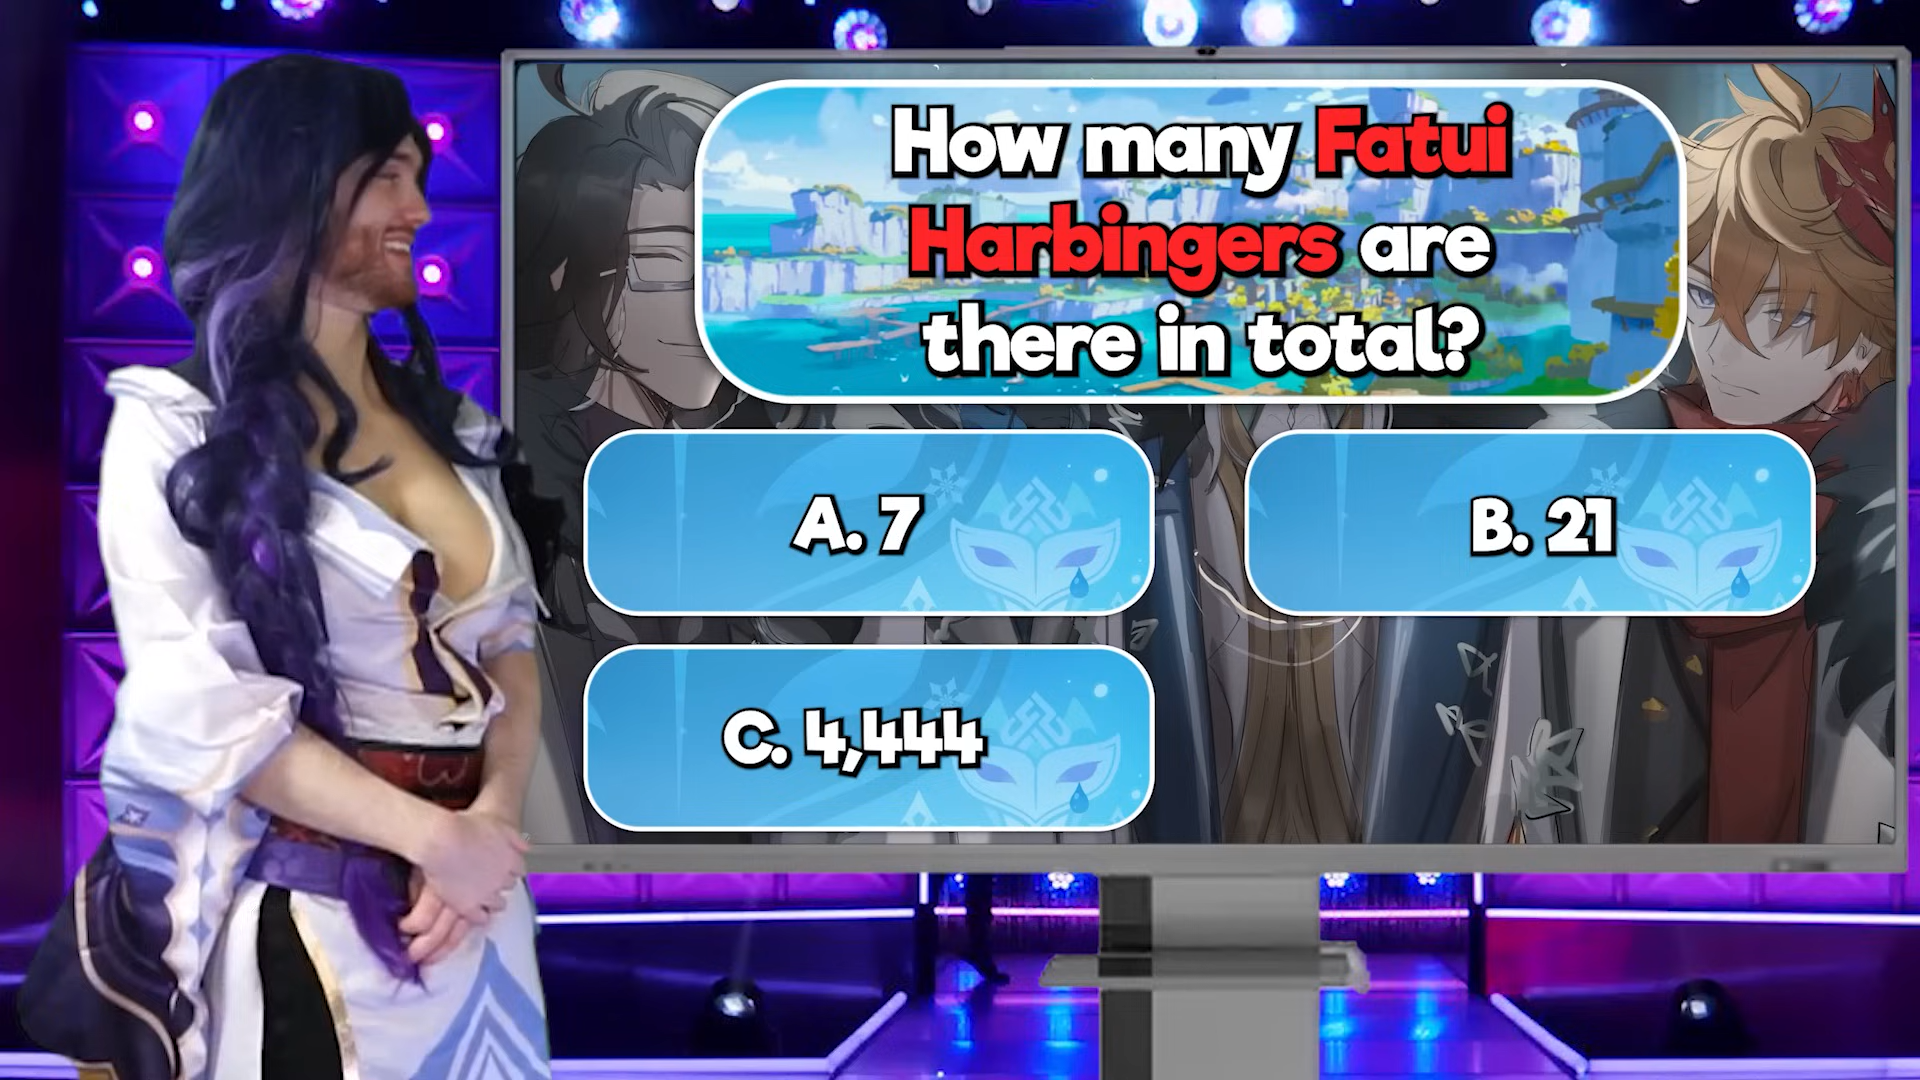 How many Fatui
Harbingers are
there in total?
A. 7
B. 21
C. 4,444